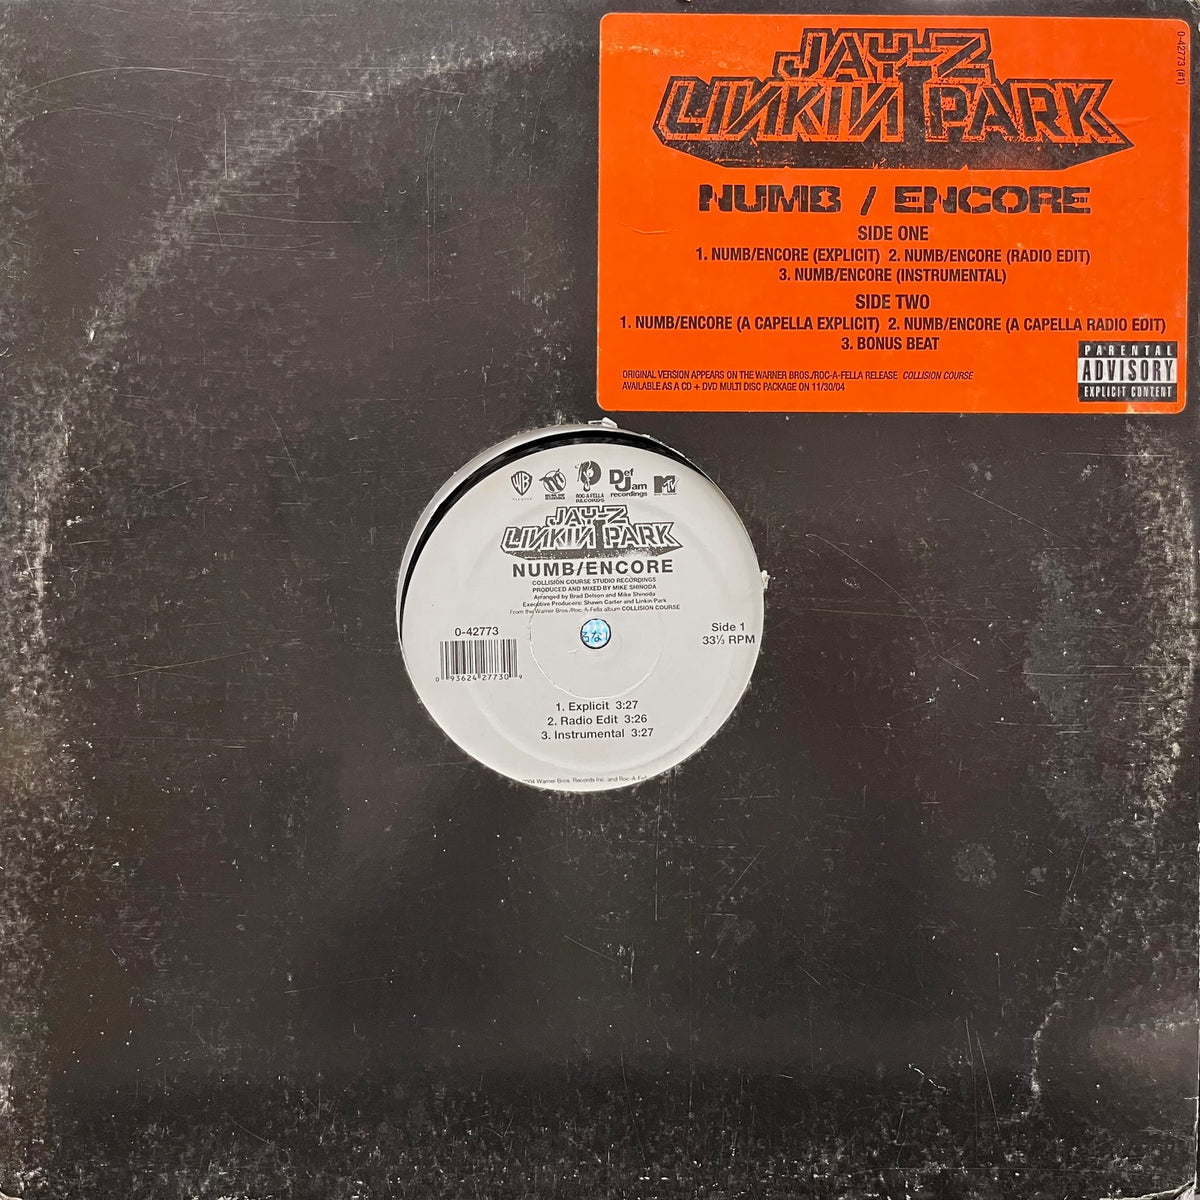 0-42773 (#1)
JAY-Z
LINKIN PARK
NUMB / ENCORE
SIDE ONE
1. NUMB/ENCORE (EXPLICIT) 2. NUMB/ENCORE (RADIO EDIT)
3. NUMB/ENCORE (INSTRUMENTAL)
SIDE TWO
1. NUMB/ENCORE (A CAPELLA EXPLICIT) 2. NUMB/ENCORE (A CAPELLA RADIO EDIT)
3. BONUS BEAT
ORIGINAL VERSION APPEARS ON THE WARNER BROS./ROC-A-FELLA RELEASE COLLISION COURSE
AVAILABLE AS A CD + DVD MULTI DISC PACKAGE ON 11/30/04
PARENTAL
ADVISORY
EXPLICIT CONTENT
WB
ROC-A-FELLA
RECORDS
Def
Jam
recordings
MTV
JAY-Z
LINKIN PARK
NUMB/ENCORE
COLLISION COURSE STUDIO RECORDINGS
PRODUCED AND MIXED BY MIKE SHINODA
Arranged by Brad Delson and Mike Shinoda
Executive Producers: Shawn Carter and Linkin Park
From the Warner Bros./Roc-A-Fella album COLLISION COURSE
0-42773
Side 1
33⅓ RPM
0 93624 27730 9
1. Explicit 3:27
2. Radio Edit 3:26
3. Instrumental 3:27
2004 Warner Bros. Records Inc. and Roc-A-Fell